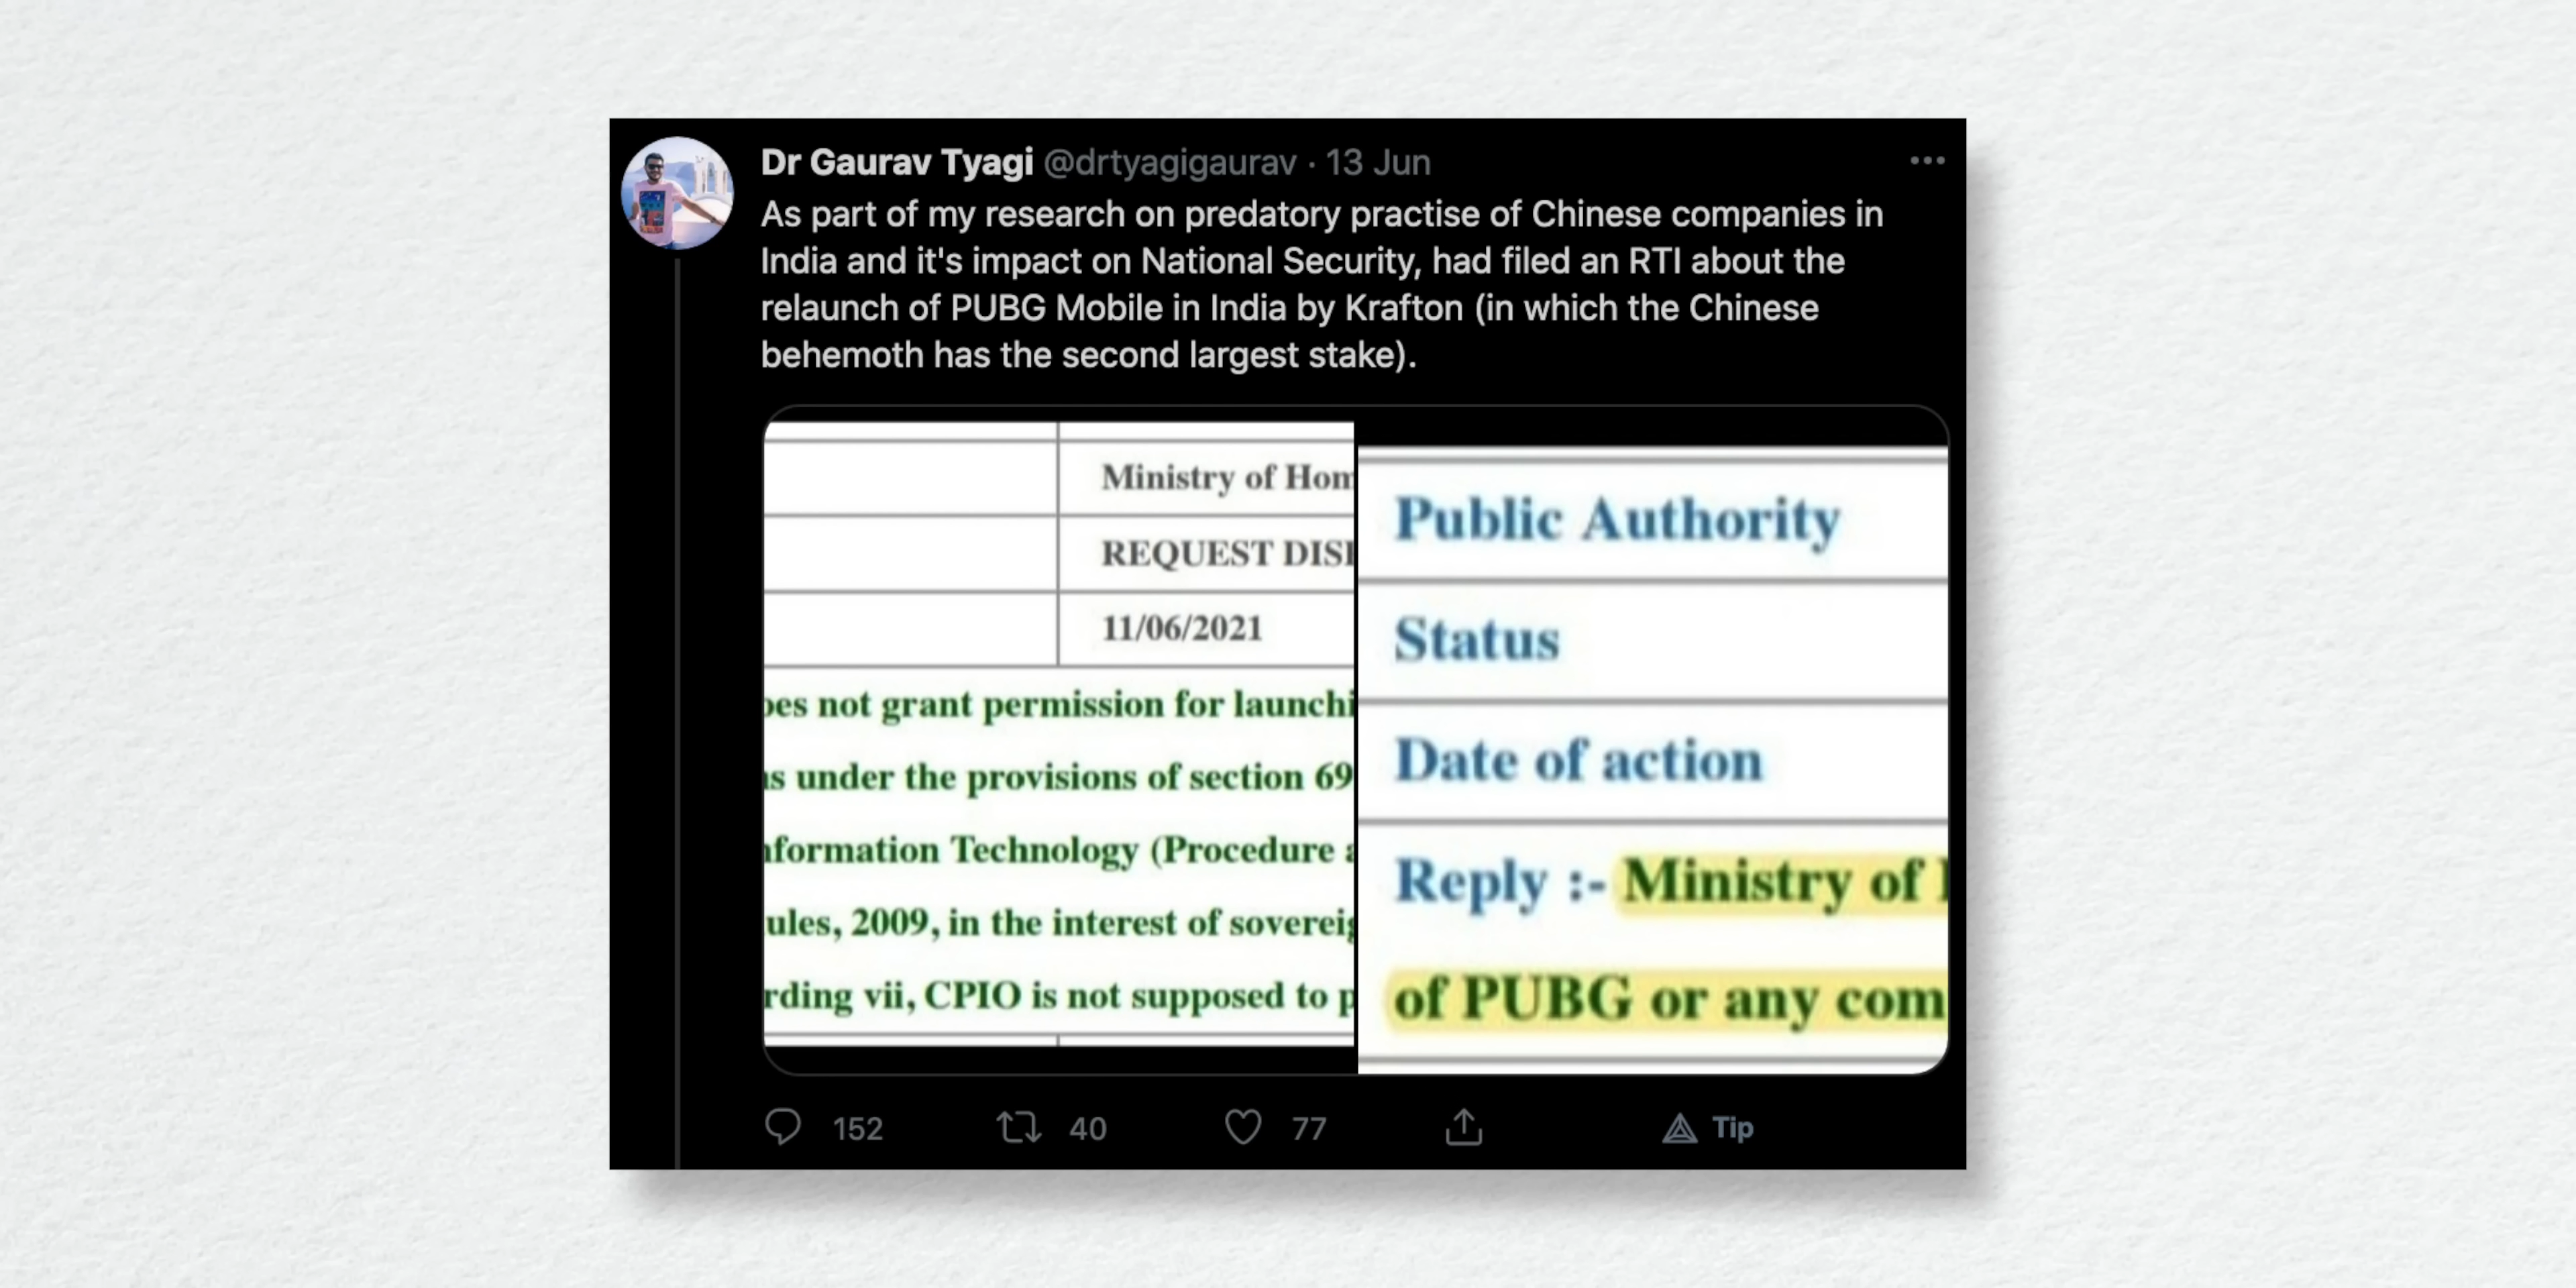 Dr Gaurav Tyagi @drtyagigaurav · 13 Jun
As part of my research on predatory practise of Chinese companies in
India and it's impact on National Security, had filed an RTI about the
relaunch of PUBG Mobile in India by Krafton (in which the Chinese
behemoth has the second largest stake).
Ministry of Hom
REQUEST DISP
11/06/2021
oes not grant permission for launchi
ns under the provisions of section 69
nformation Technology (Procedure a
ules, 2009, in the interest of sovereig
rding vii, CPIO is not supposed to p
Public Authority
Status
Date of action
Reply :- Ministry of
of PUBG or any com
152 40 77 Tip